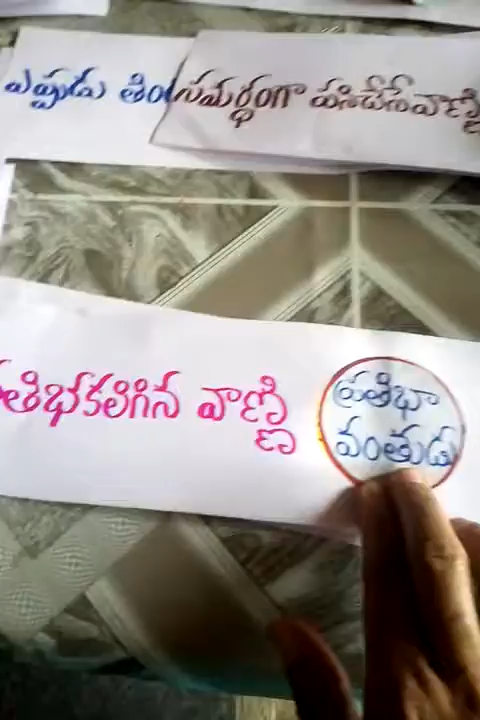 ఎప్పుడు తిం
సమర్థంగా పనిచేసేవాణ్ణి
తిభకలిగిన వాణ్ణి
ప్రతిభా
వంతుడు